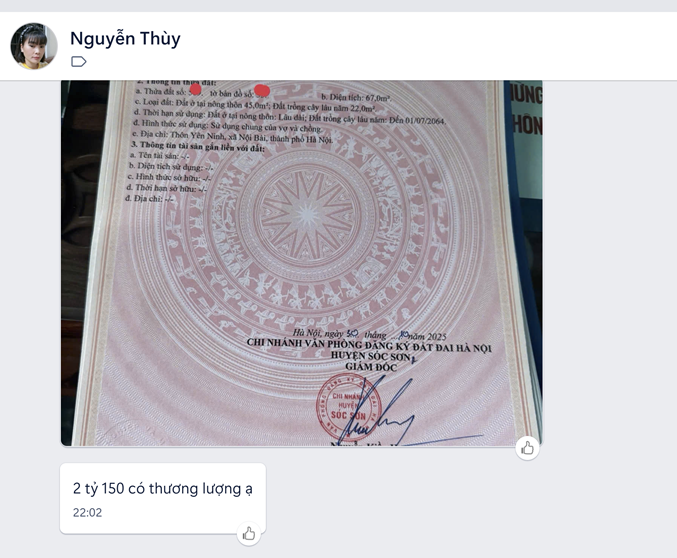 Nguyễn Thùy
2. Thông tin thửa đất:
a. Thửa đất số: tờ bản đồ số: b. Diện tích: 67,0m².
c. Loại đất: Đất ở tại nông thôn 45,0m²; Đất trồng cây lâu năm 22,0m².
d. Thời hạn sử dụng: Đất ở tại nông thôn: Lâu dài; Đất trồng cây lâu năm: Đến 01/07/2064.
đ. Hình thức sử dụng: Sử dụng chung của vợ và chồng.
e. Địa chỉ: Thôn Yên Ninh, xã Nội Bài, thành phố Hà Nội.
3. Thông tin tài sản gắn liền với đất:
a. Tên tài sản: -/-
b. Diện tích sử dụng: -/-
c. Hình thức sở hữu: -/-
d. Thời hạn sở hữu: -/-
đ. Địa chỉ: -/-
Hà Nội, ngày 30 tháng 10 năm 2025
CHI NHÁNH VĂN PHÒNG ĐĂNG KÝ ĐẤT ĐAI HÀ NỘI
HUYỆN SÓC SƠN
GIÁM ĐỐC
CHI NHÁNH
HUYỆN
SÓC SƠN
2 tỷ 150 có thương lượng ạ
22:02